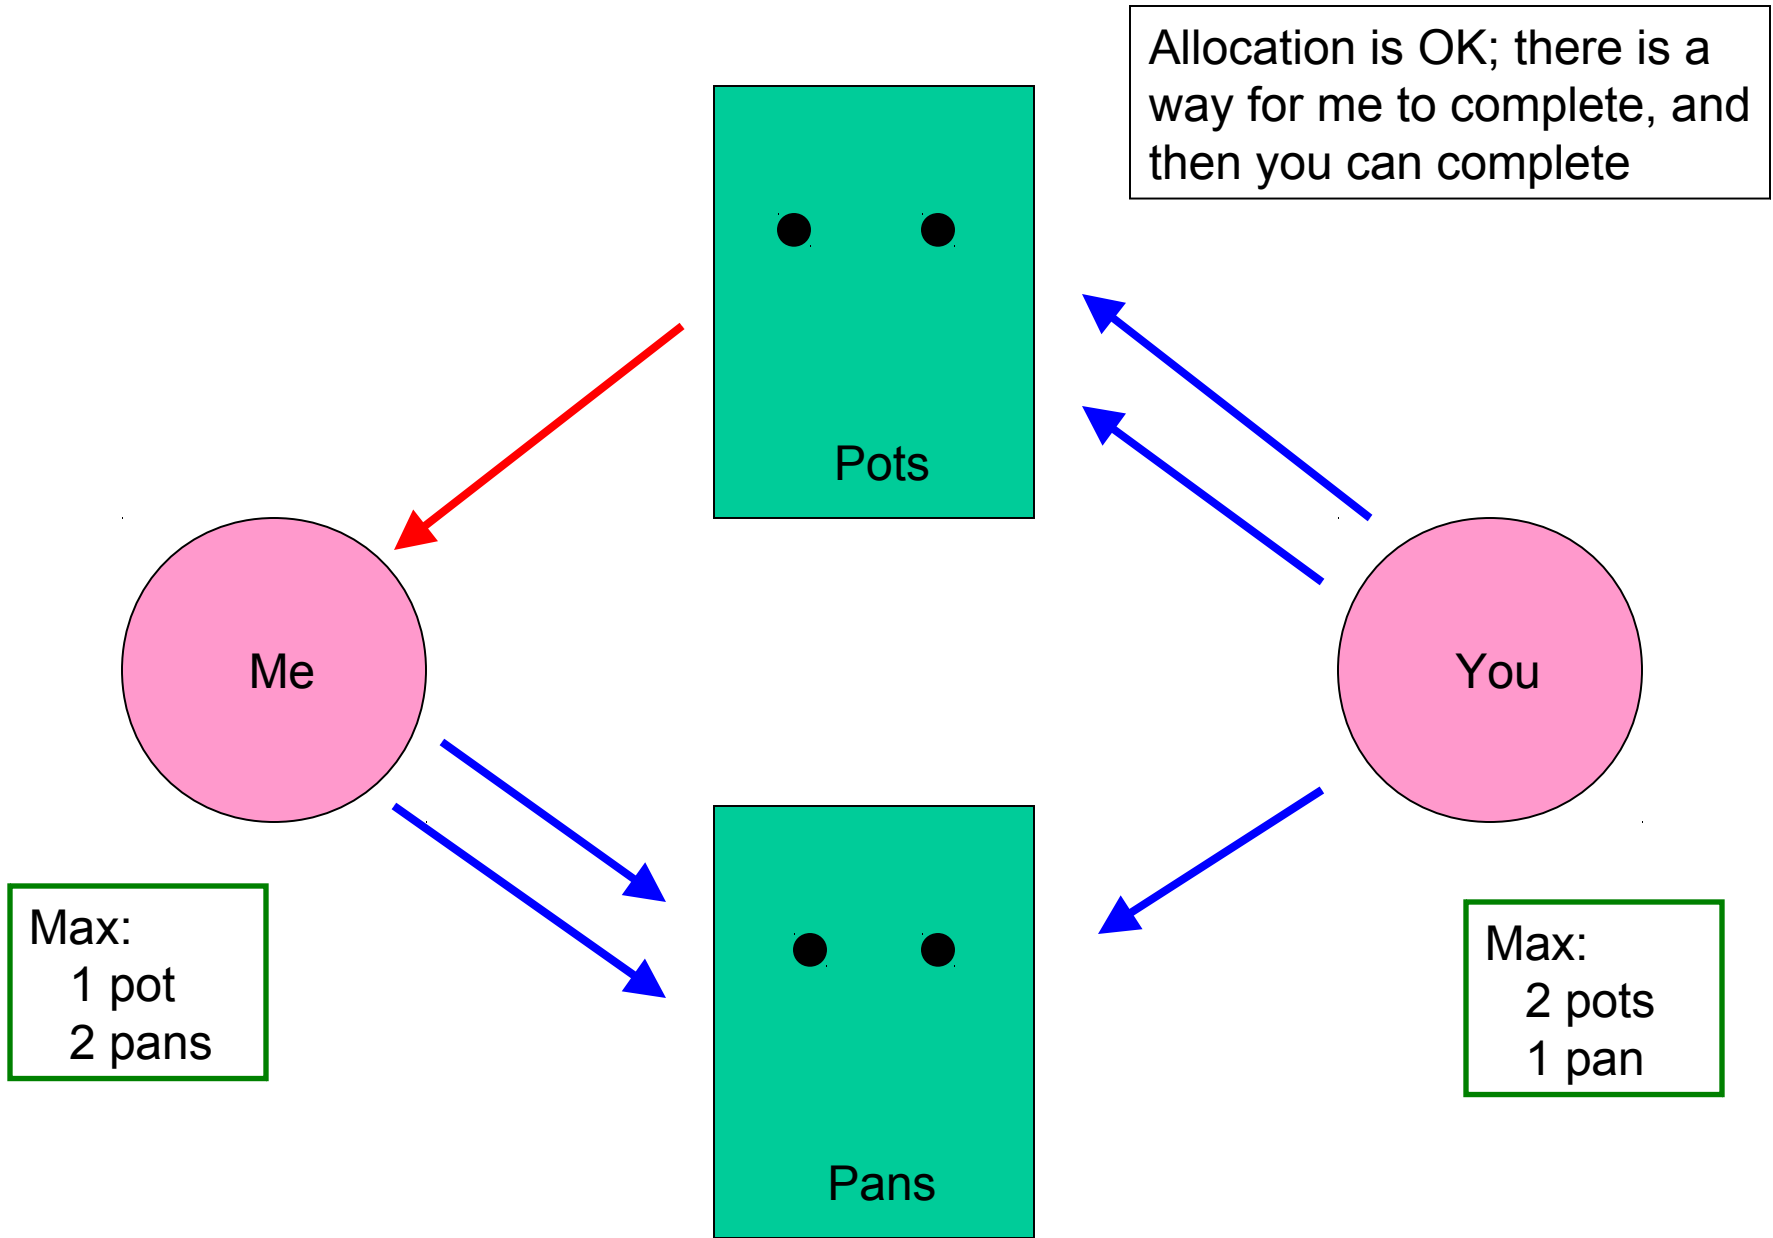 Allocation is OK; there is a
way for me to complete, and
then you can complete
Pots
Me
You
Max:
1 pot
2 pans
Max:
2 pots
1 pan
Pans